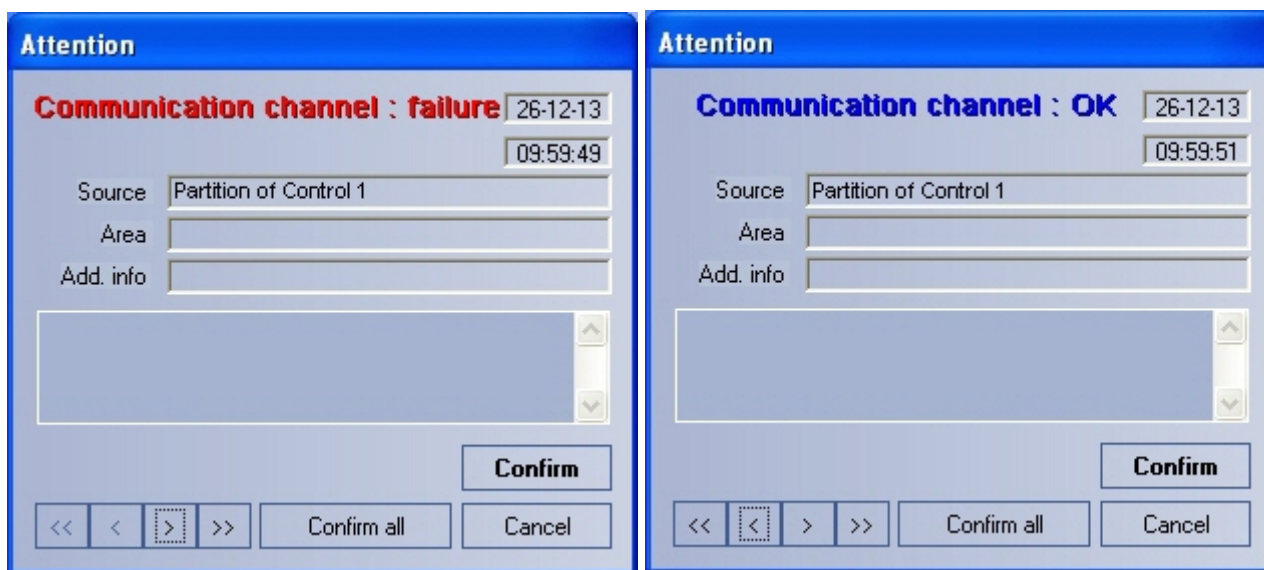 Attention
Communication channel : failure 26-12-13
09:59:49
Source Partition of Control 1
Area
Add. info
Confirm
<< < > >> Confirm all Cancel
Attention
Communication channel : OK 26-12-13
09:59:51
Source Partition of Control 1
Area
Add. info
Confirm
<< < > >> Confirm all Cancel